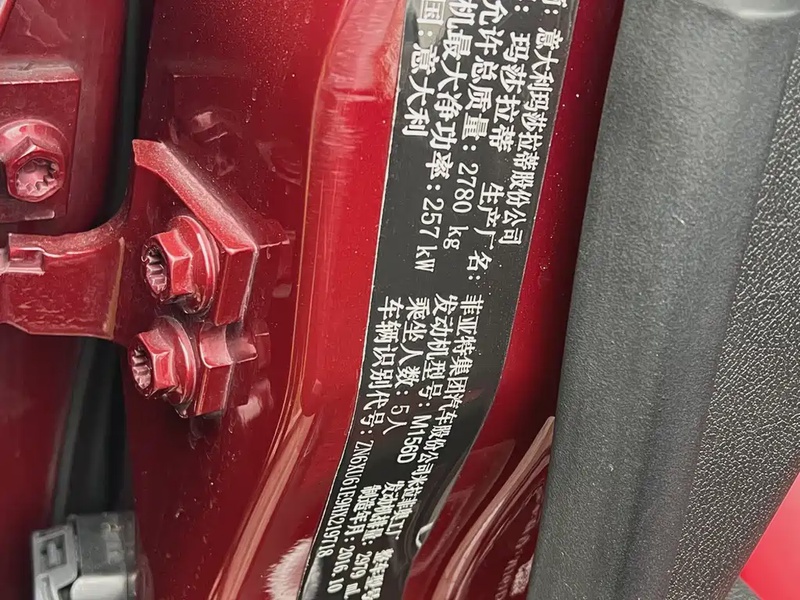 意大利玛莎拉蒂股份公司
玛莎拉蒂 生产厂名: 菲亚特集团汽车股份公司米拉菲奥工厂
允许总质量: 2780 kg 发动机型号: M156D
机最大净功率: 257 kW 乘坐人数: 5人 发动机排量: 2979 mL
国: 意大利 车辆识别代号: ZN6XU61E9HX219718 制造年月: 2016.10